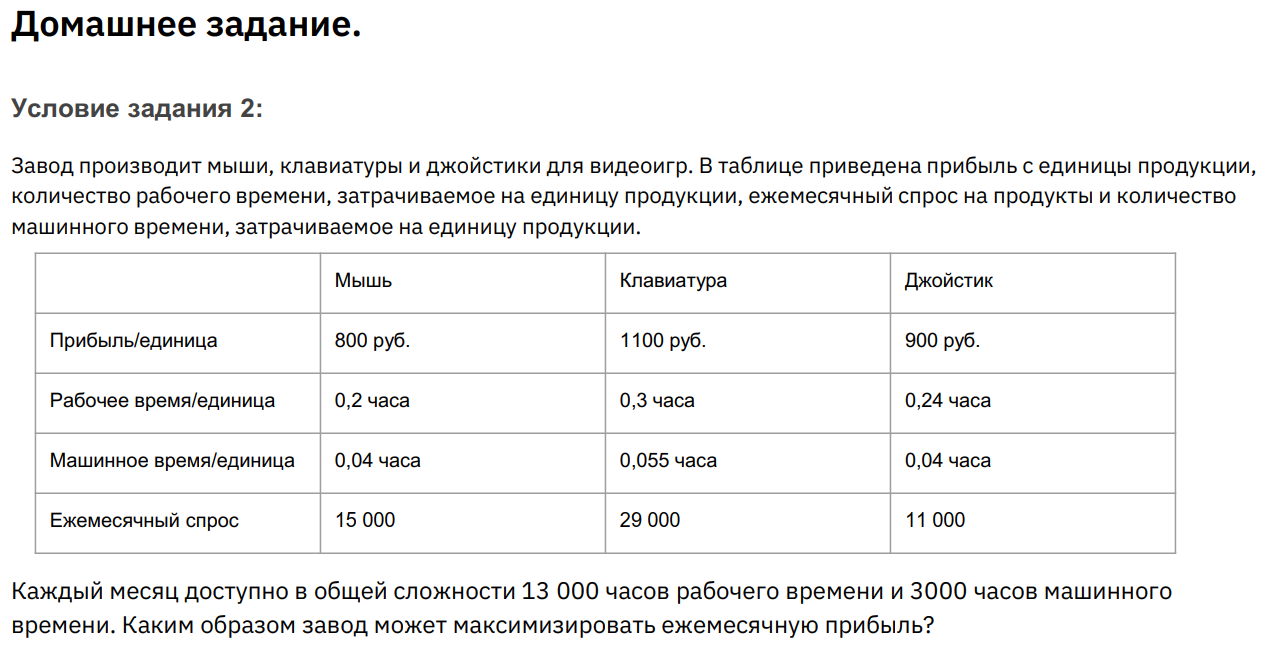 Домашнее задание.
Условие задания 2:
Завод производит мыши, клавиатуры и джойстики для видеоигр. В таблице приведена прибыль с единицы продукции,
количество рабочего времени, затрачиваемое на единицу продукции, ежемесячный спрос на продукты и количество
машинного времени, затрачиваемое на единицу продукции.
Мышь Клавиатура Джойстик
Прибыль/единица 800 руб. 1100 руб. 900 руб.
Рабочее время/единица 0,2 часа 0,3 часа 0,24 часа
Машинное время/единица 0,04 часа 0,055 часа 0,04 часа
Ежемесячный спрос 15 000 29 000 11 000
Каждый месяц доступно в общей сложности 13 000 часов рабочего времени и 3000 часов машинного
времени. Каким образом завод может максимизировать ежемесячную прибыль?